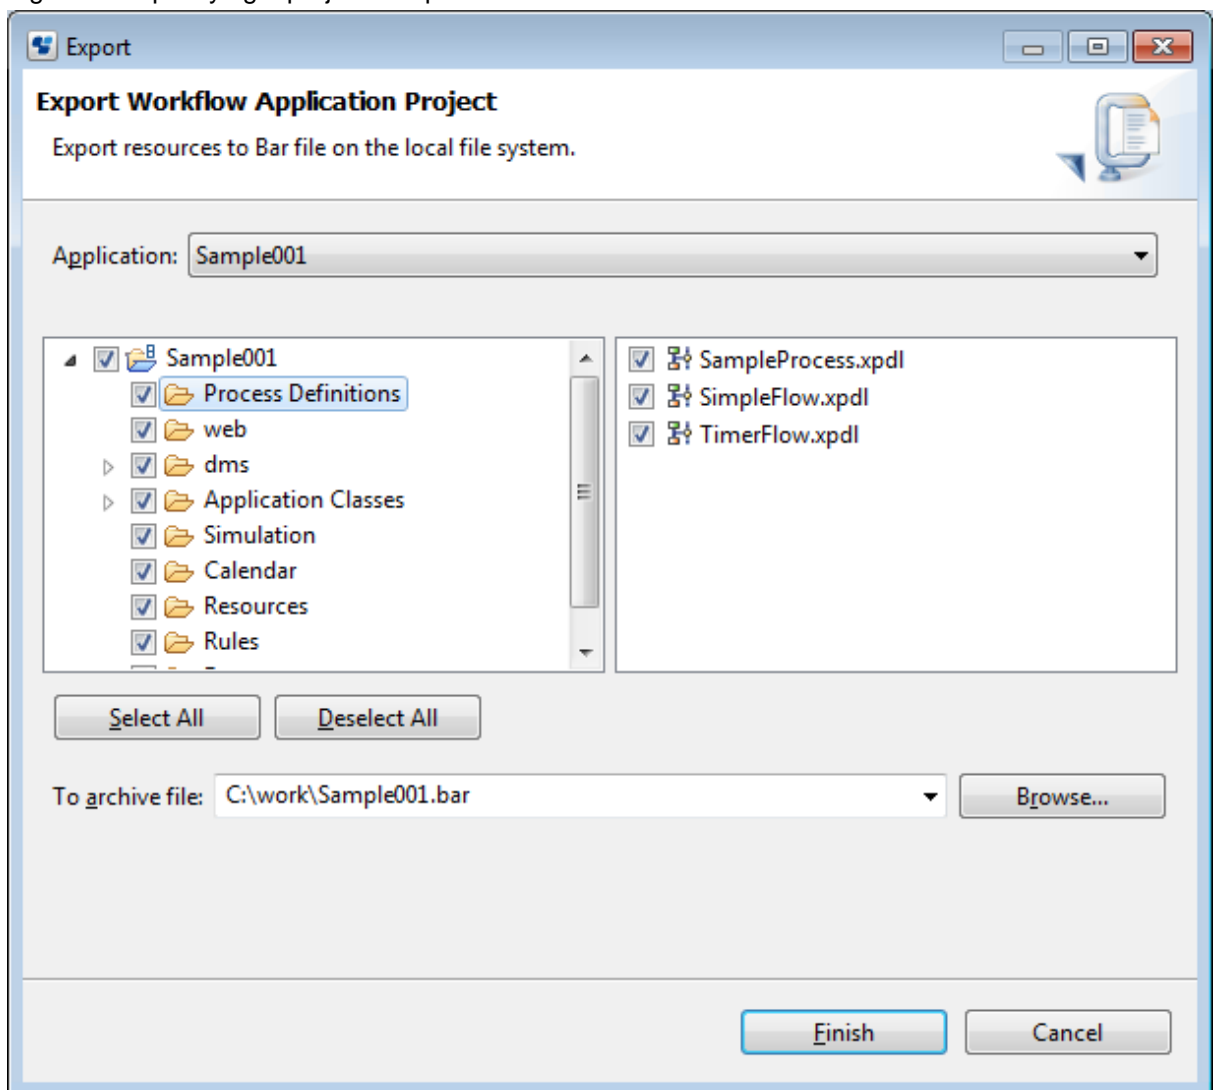 Export
Export Workflow Application Project
Export resources to Bar file on the local file system.
Application: Sample001
Sample001
Process Definitions
web
dms
Application Classes
Simulation
Calendar
Resources
Rules
SampleProcess.xpdl
SimpleFlow.xpdl
TimerFlow.xpdl
Select All Deselect All
To archive file: C:\work\Sample001.bar Browse...
Finish Cancel